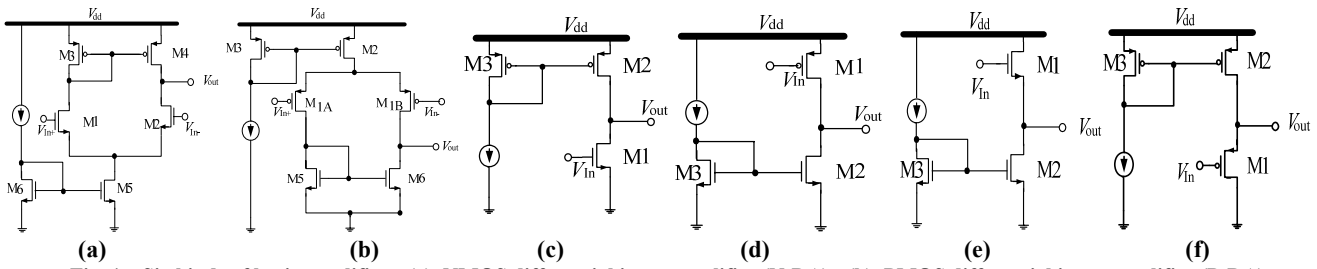 Vdd
M3
M4
Vout
VIn+
M1
M2
VIn-
M6
M5
(a)
Vdd
M3
M2
VIn+
M1A
M1B
VIn-
Vout
M5
M6
(b)
Vdd
M3
M2
Vout
VIn
M1
(c)
Vdd
VIn
M1
Vout
M3
M2
(d)
Vdd
M1
VIn
Vout
M3
M2
(e)
Vdd
M3
M2
Vout
VIn
M1
(f)